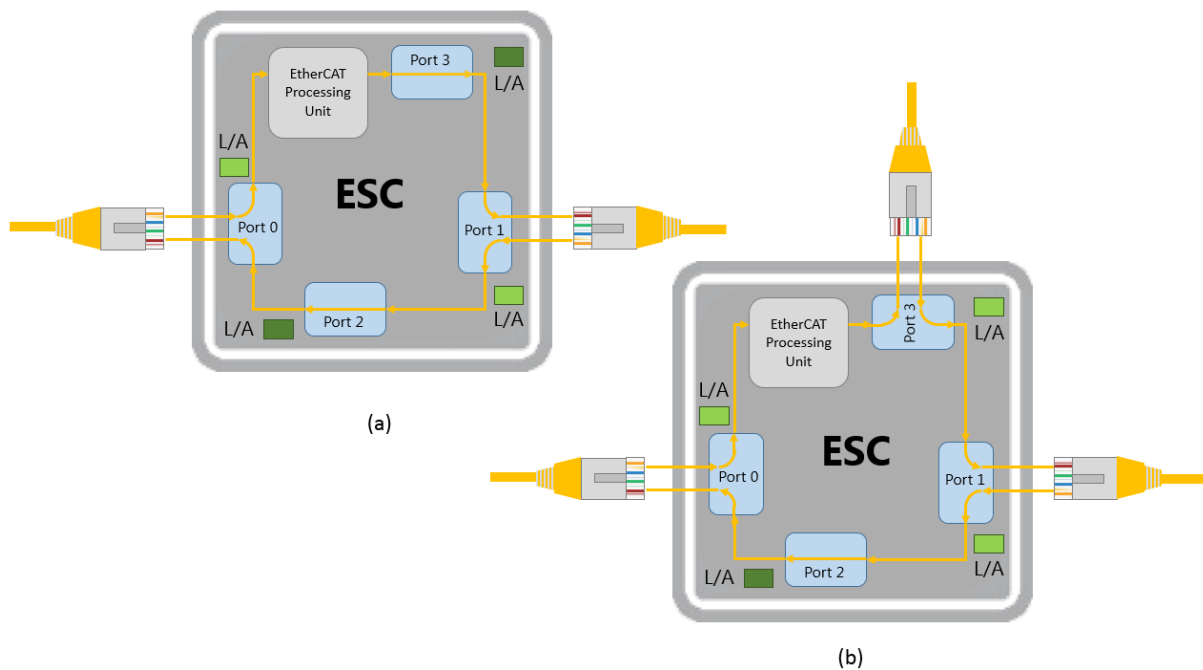 EtherCAT
Processing
Unit
Port 3
L/A
L/A
ESC
Port 0
Port 1
L/A
Port 2
L/A
(a)
EtherCAT
Processing
Unit
Port 3
L/A
L/A
ESC
Port 0
Port 1
L/A
Port 2
L/A
(b)